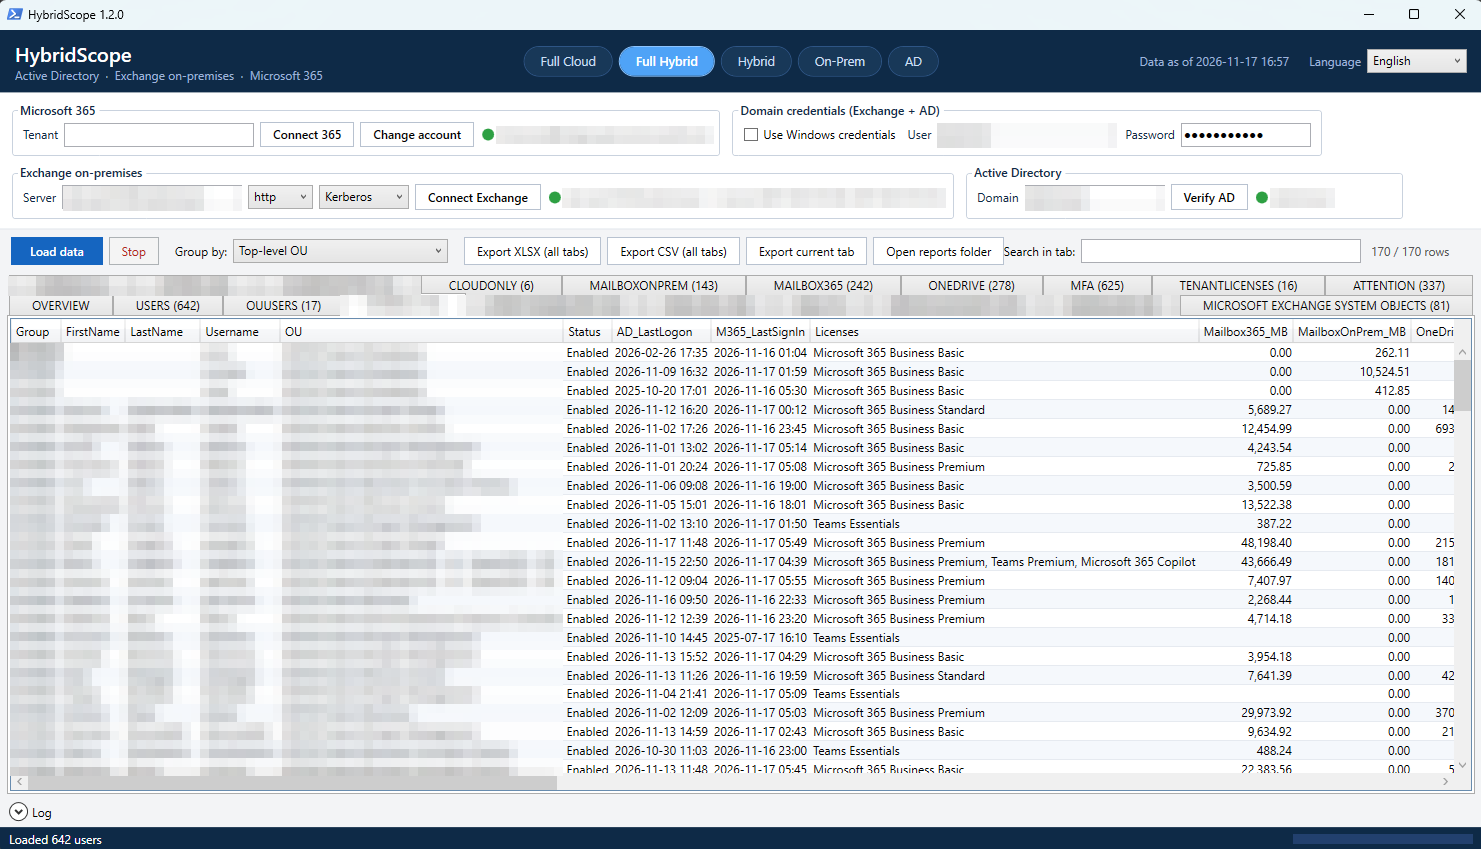 HybridScope 1.2.0
HybridScope
Active Directory · Exchange on-premises · Microsoft 365
Full Cloud Full Hybrid Hybrid On-Prem AD
Data as of 2026-11-17 16:57 Language English
Microsoft 365
Tenant Connect 365 Change account
Domain credentials (Exchange + AD)
Use Windows credentials User Password ●●●●●●●●●●●
Exchange on-premises
Server http Kerberos Connect Exchange
Active Directory
Domain Verify AD
Load data Stop Group by: Top-level OU Export XLSX (all tabs) Export CSV (all tabs) Export current tab Open reports folder Search in tab: 170 / 170 rows
CLOUDONLY (6) MAILBOXONPREM (143) MAILBOX365 (242) ONEDRIVE (278) MFA (625) TENANTLICENSES (16) ATTENTION (337)
OVERVIEW USERS (642) OUUSERS (17) MICROSOFT EXCHANGE SYSTEM OBJECTS (81)
Group FirstName LastName Username OU Status AD_LastLogon M365_LastSignIn Licenses Mailbox365_MB MailboxOnPrem_MB OneDri
Enabled 2026-02-26 17:35 2026-11-16 01:04 Microsoft 365 Business Basic 0.00 262.11
Enabled 2026-11-09 16:32 2026-11-17 01:59 Microsoft 365 Business Basic 0.00 10,524.51
Enabled 2025-10-20 17:01 2026-11-16 05:30 Microsoft 365 Business Basic 0.00 412.85
Enabled 2026-11-12 16:20 2026-11-17 00:12 Microsoft 365 Business Standard 5,689.27 0.00 14
Enabled 2026-11-02 17:26 2026-11-16 23:45 Microsoft 365 Business Basic 12,454.99 0.00 693
Enabled 2026-11-01 13:02 2026-11-17 05:14 Microsoft 365 Business Basic 4,243.54 0.00
Enabled 2026-11-01 20:24 2026-11-17 05:08 Microsoft 365 Business Premium 725.85 0.00 2
Enabled 2026-11-06 09:08 2026-11-16 19:00 Microsoft 365 Business Basic 3,500.59 0.00
Enabled 2026-11-05 15:01 2026-11-16 18:01 Microsoft 365 Business Basic 13,522.38 0.00
Enabled 2026-11-02 13:10 2026-11-17 01:50 Teams Essentials 387.22 0.00
Enabled 2026-11-17 11:48 2026-11-17 05:49 Microsoft 365 Business Premium 48,198.40 0.00 215
Enabled 2026-11-15 22:50 2026-11-17 04:39 Microsoft 365 Business Premium, Teams Premium, Microsoft 365 Copilot 43,666.49 0.00 181
Enabled 2026-11-12 09:04 2026-11-17 05:55 Microsoft 365 Business Premium 7,407.97 0.00 140
Enabled 2026-11-16 09:50 2026-11-16 22:33 Microsoft 365 Business Premium 2,268.44 0.00 1
Enabled 2026-11-12 12:39 2026-11-16 23:20 Microsoft 365 Business Premium 4,714.18 0.00 33
Enabled 2026-11-10 14:45 2025-07-17 16:10 Teams Essentials 0.00
Enabled 2026-11-13 15:52 2026-11-17 04:29 Microsoft 365 Business Basic 3,954.18 0.00
Enabled 2026-11-13 11:26 2026-11-16 19:59 Microsoft 365 Business Standard 7,641.39 0.00 42
Enabled 2026-11-04 21:41 2026-11-17 05:09 Teams Essentials 0.00
Enabled 2026-11-02 12:09 2026-11-17 05:03 Microsoft 365 Business Premium 29,973.92 0.00 370
Enabled 2026-11-13 14:59 2026-11-17 02:43 Microsoft 365 Business Basic 9,634.92 0.00 21
Enabled 2026-10-30 11:03 2026-11-16 23:00 Teams Essentials 488.24 0.00
Enabled 2026-11-13 11:48 2026-11-17 05:45 Microsoft 365 Business Basic 22,383.56 0.00 5
Log
Loaded 642 users